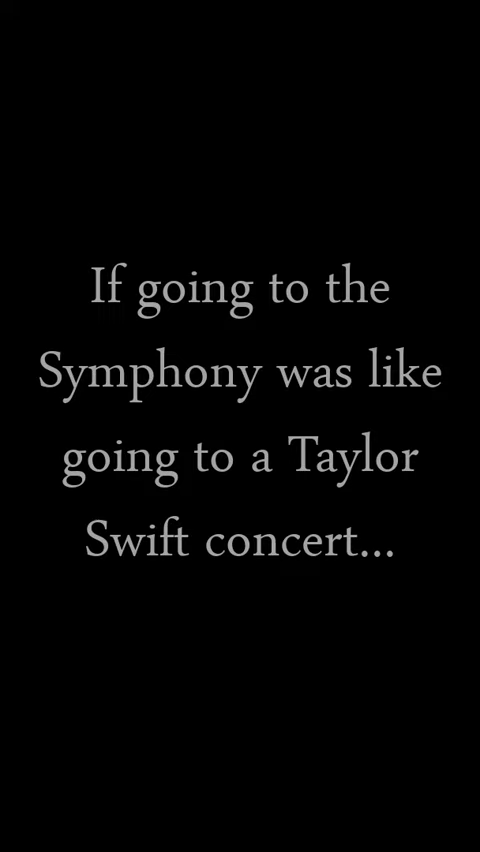 If going to the
Symphony was like
going to a Taylor
Swift concert...